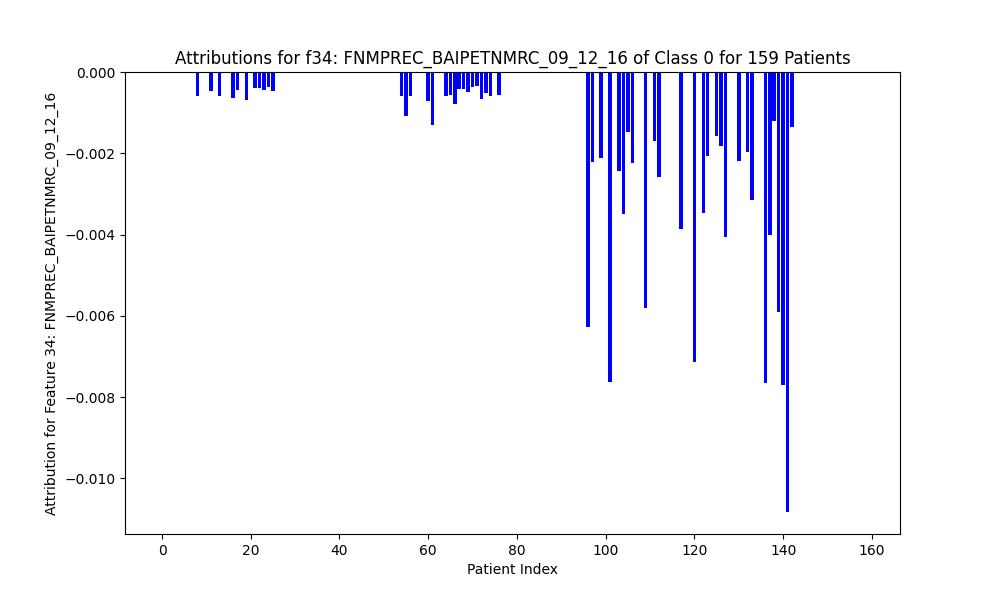 Attributions for f34: FNMPREC_BAIPETNMRC_09_12_16 of Class 0 for 159 Patients
Attribution for Feature 34: FNMPREC_BAIPETNMRC_09_12_16
0.000
−0.002
−0.004
−0.006
−0.008
−0.010
0 20 40 60 80 100 120 140 160
Patient Index